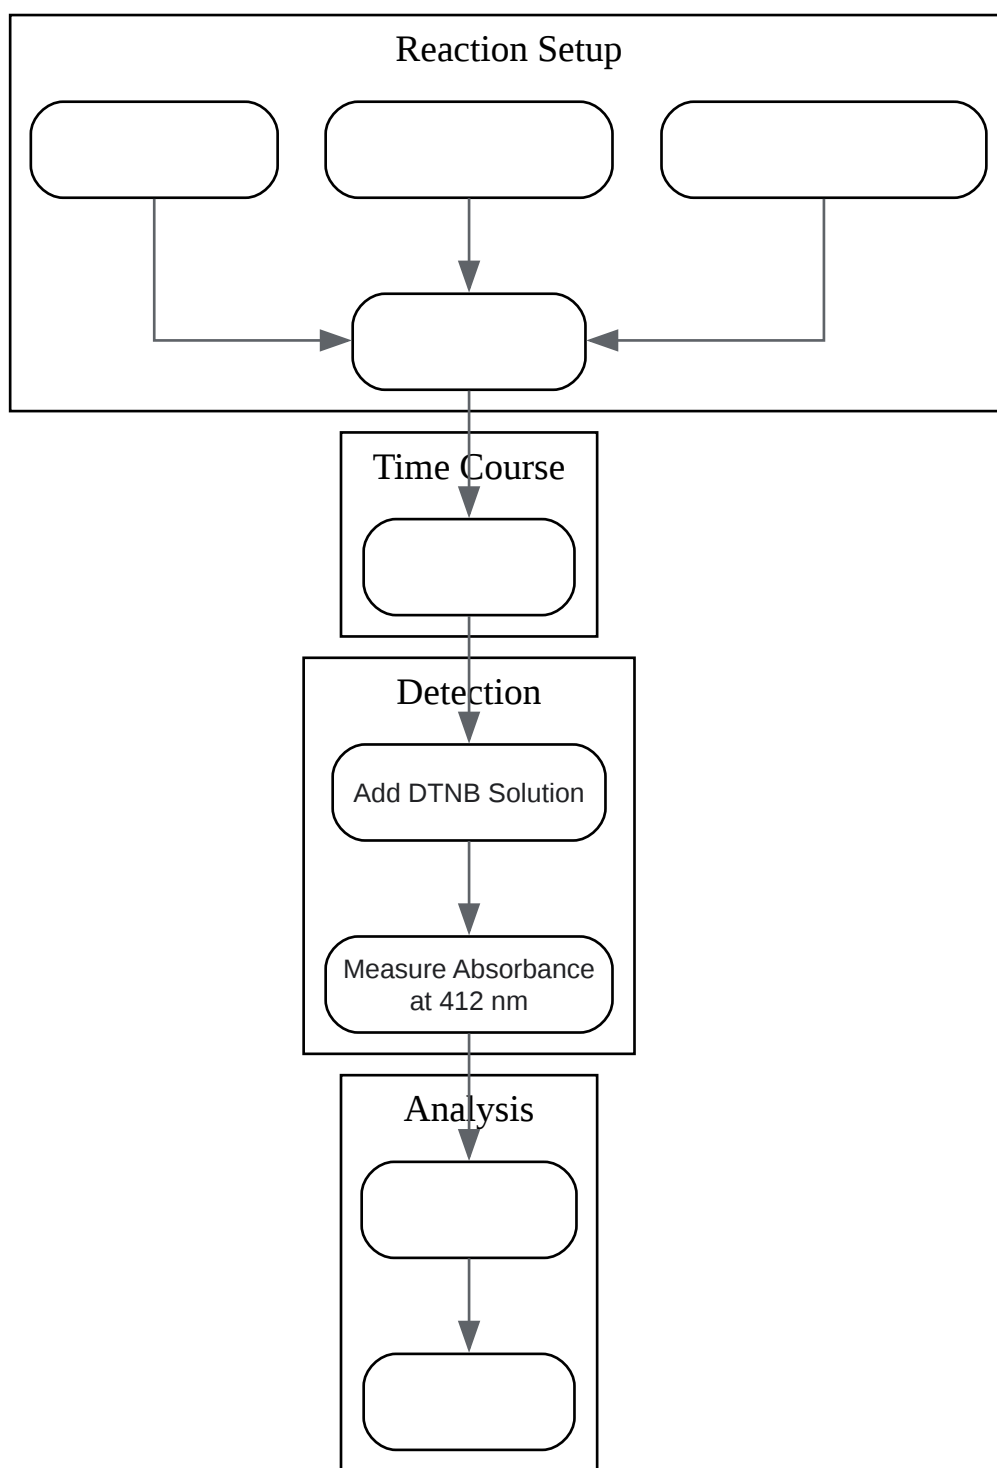 Reaction Setup
Time Course
Detection
Add DTNB Solution
Measure Absorbance
at 412 nm
Analysis